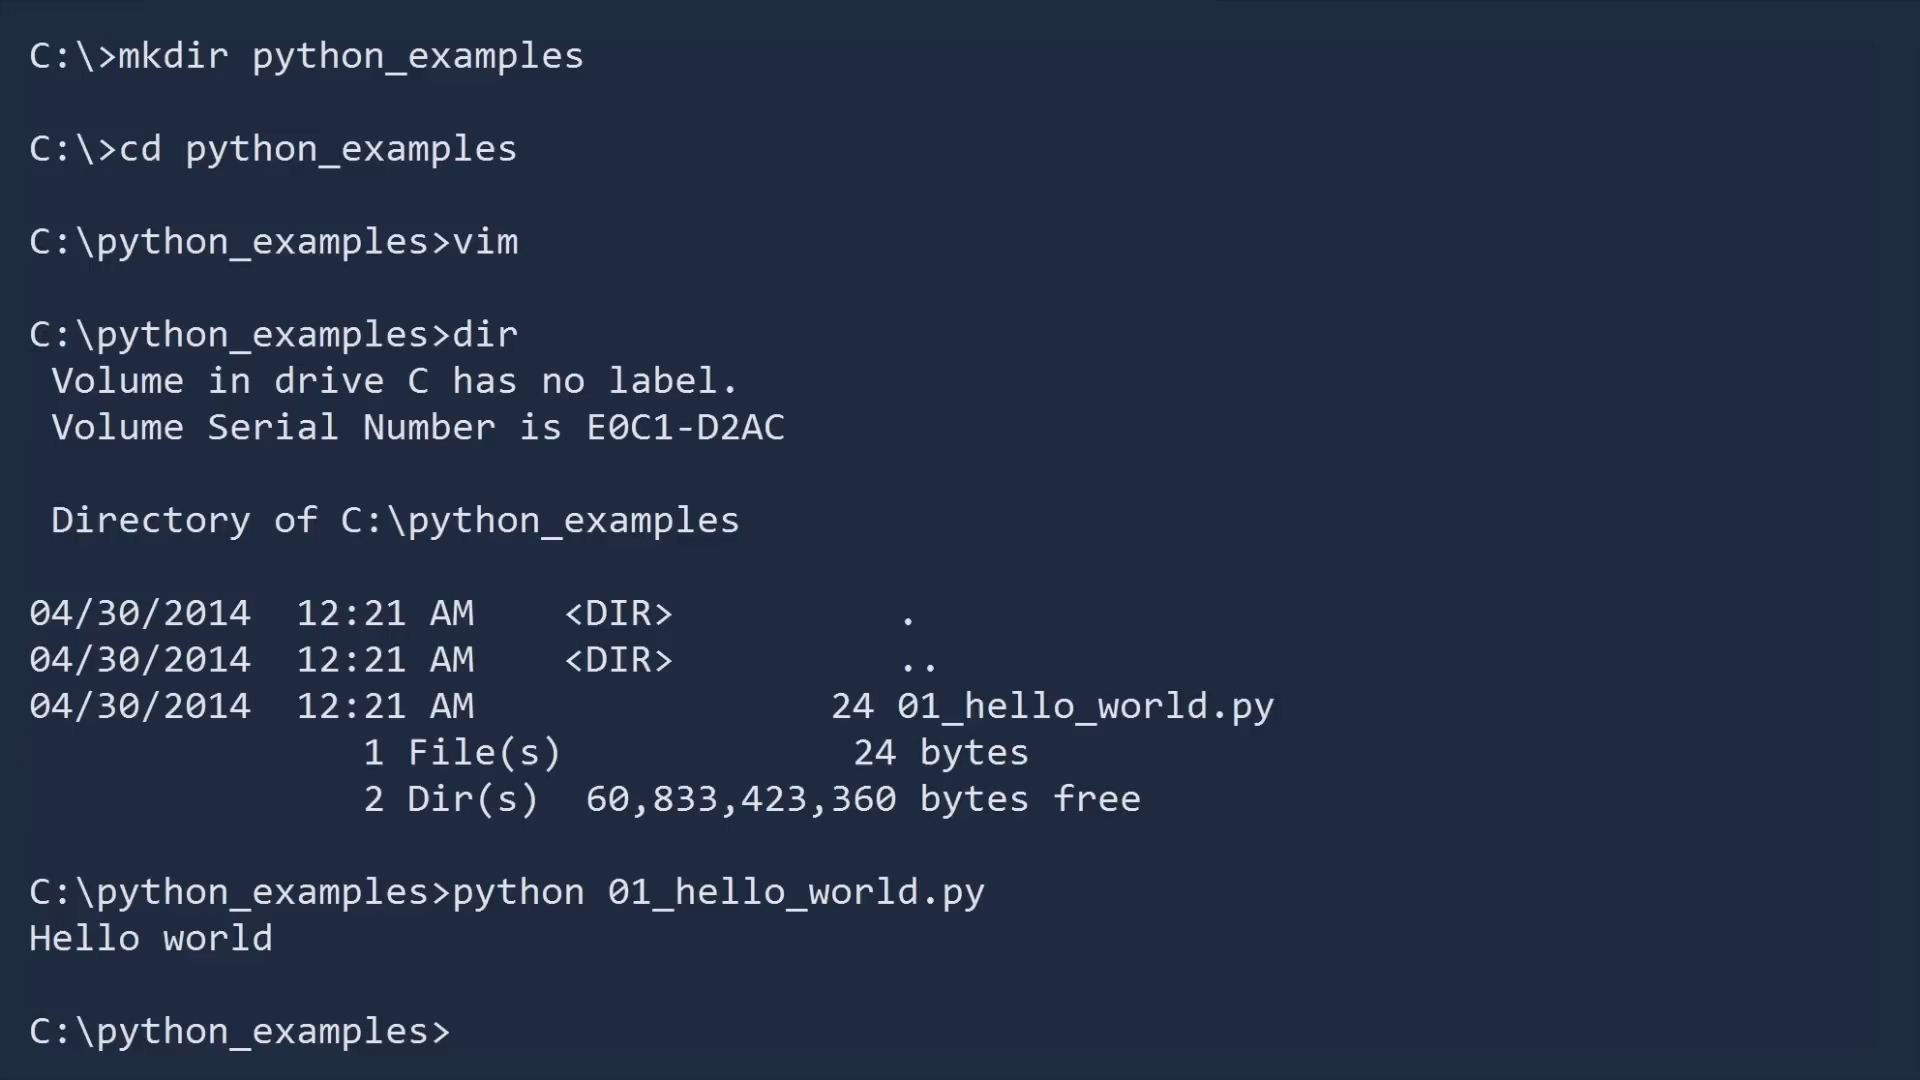 C:\>mkdir python_examples
C:\>cd python_examples
C:\python_examples>vim
C:\python_examples>dir
 Volume in drive C has no label.
 Volume Serial Number is E0C1-D2AC
 Directory of C:\python_examples
04/30/2014  12:21 AM    <DIR>          .
04/30/2014  12:21 AM    <DIR>          ..
04/30/2014  12:21 AM                24 01_hello_world.py
               1 File(s)             24 bytes
               2 Dir(s)  60,833,423,360 bytes free
C:\python_examples>python 01_hello_world.py
Hello world
C:\python_examples>